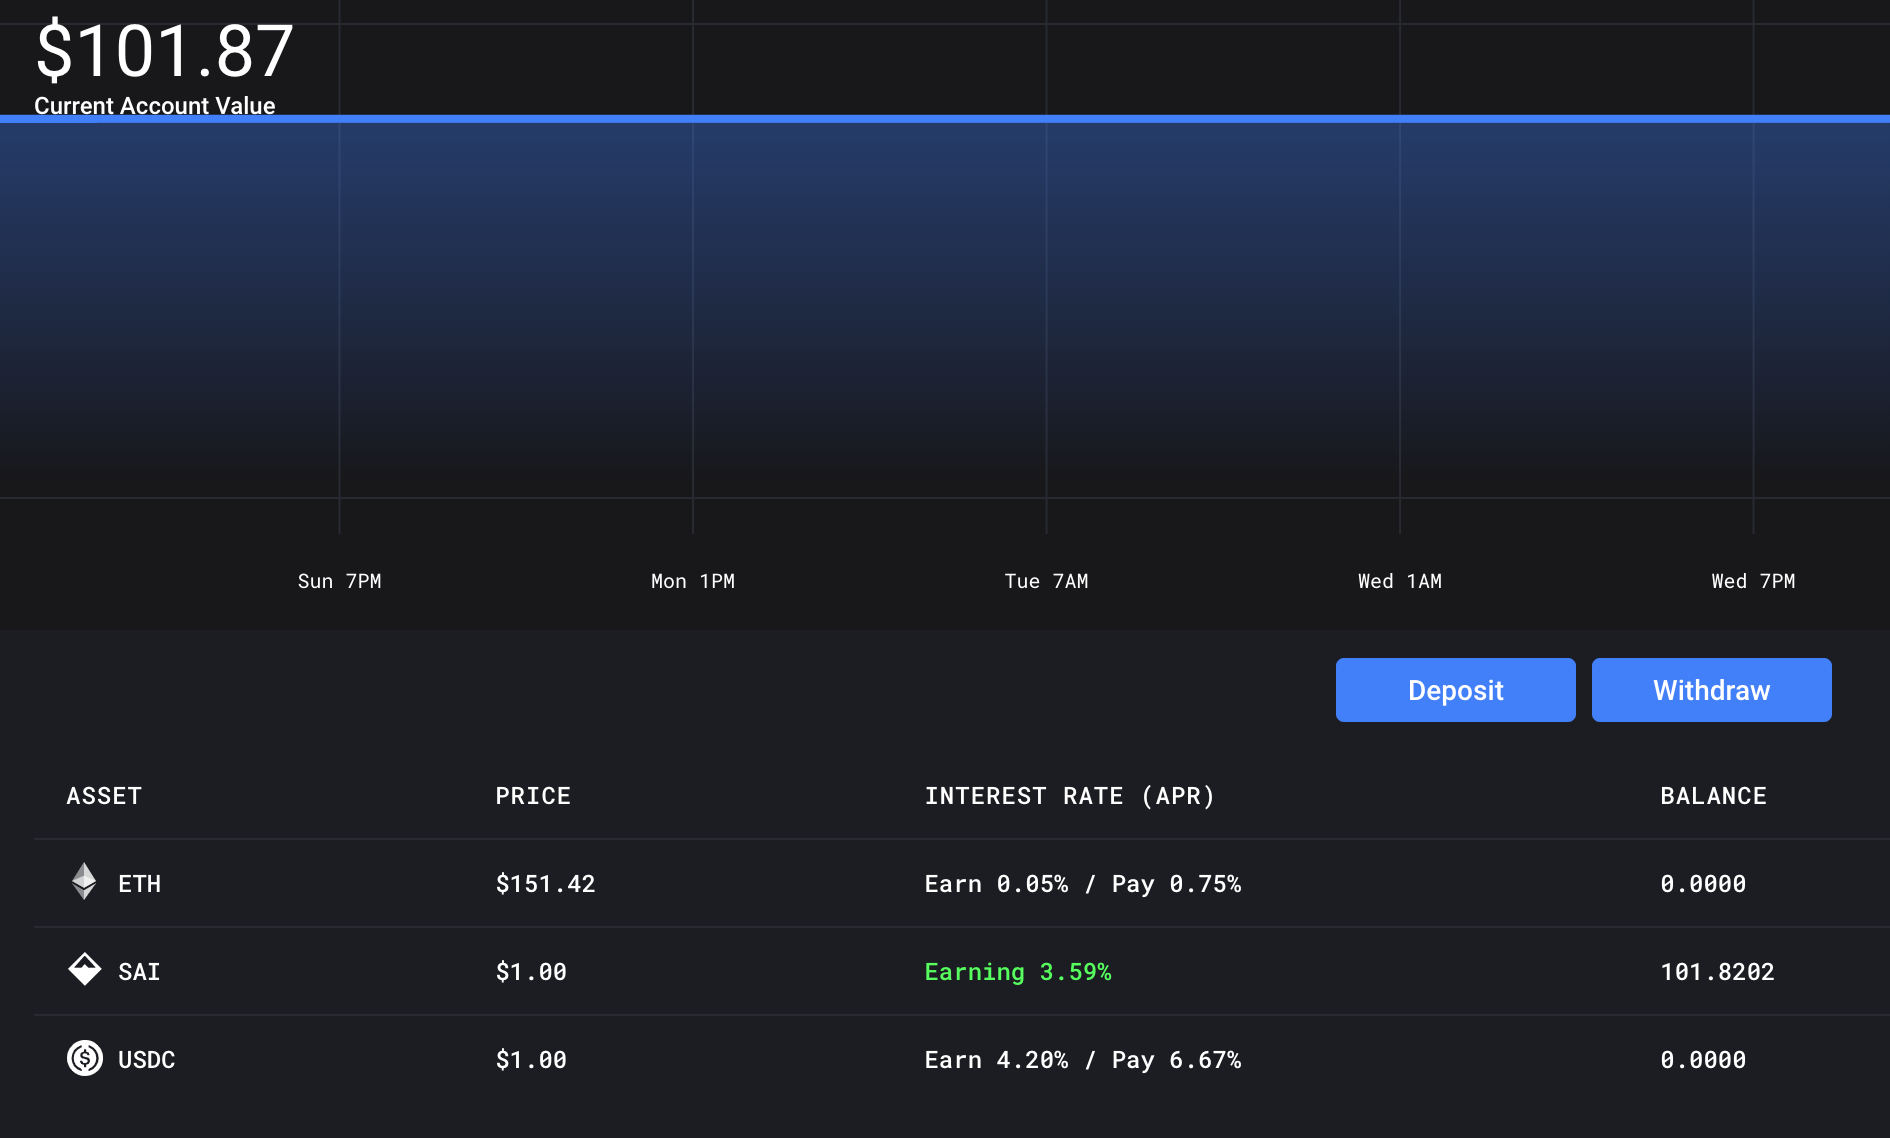 $101.87
Current Account Value
Sun 7PM Mon 1PM Tue 7AM Wed 1AM Wed 7PM
Deposit Withdraw
ASSET PRICE INTEREST RATE (APR) BALANCE
ETH $151.42 Earn 0.05% / Pay 0.75% 0.0000
SAI $1.00 Earning 3.59% 101.8202
USDC $1.00 Earn 4.20% / Pay 6.67% 0.0000